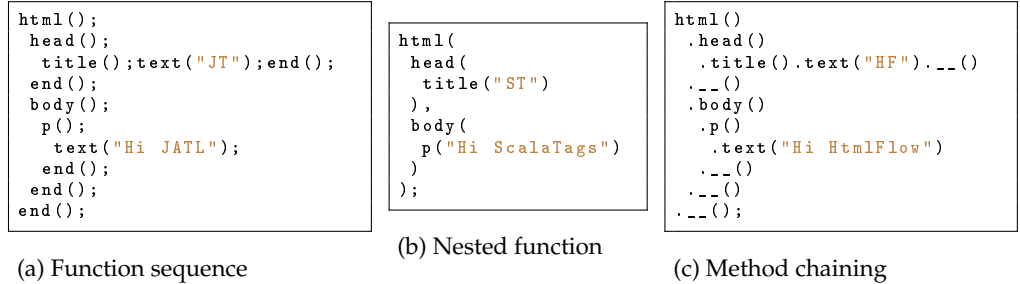 html();
 head();
  title();text("JT");end();
 end();
 body();
  p();
   text("Hi JATL");
  end();
 end();
end();
(a) Function sequence
html(
 head(
  title("ST")
 ),
 body(
  p("Hi ScalaTags")
 )
);
(b) Nested function
html()
 .head()
  .title().text("HF").__()
 .__()
 .body()
  .p()
   .text("Hi HtmlFlow")
  .__()
 .__()
.__();
(c) Method chaining